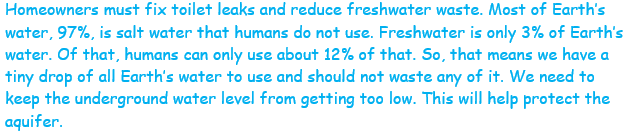 Homeowners must fix toilet leaks and reduce freshwater waste. Most of Earth's
water, 97%, is salt water that humans do not use. Freshwater is only 3% of Earth's
water. Of that, humans can only use about 12% of that. So, that means we have a
tiny drop of all Earth's water to use and should not waste any of it. We need to
keep the underground water level from getting too low. This will help protect the
aquifer.